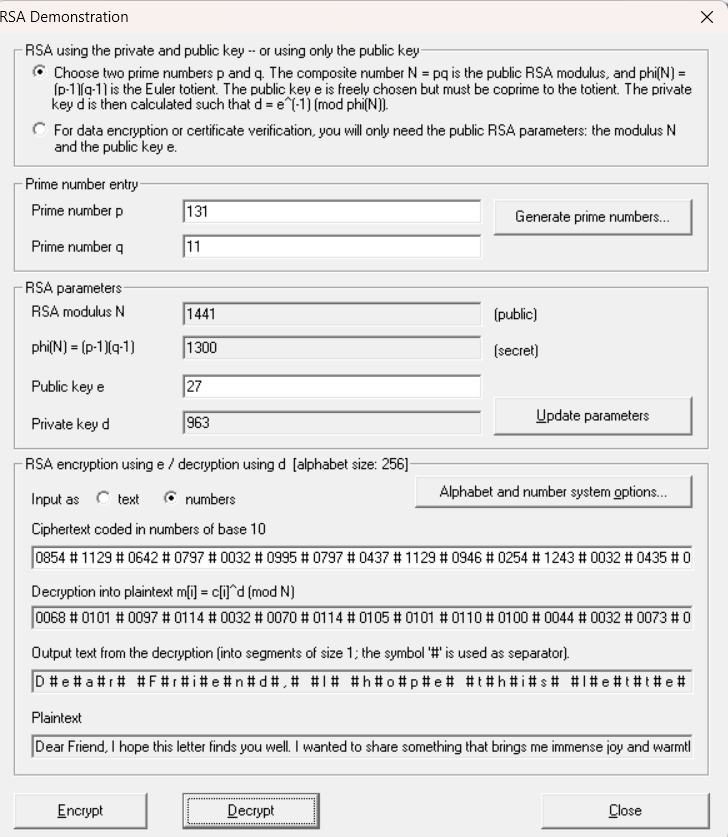 RSA Demonstration
RSA using the private and public key -- or using only the public key
Choose two prime numbers p and q. The composite number N = pq is the public RSA modulus, and phi(N) =
(p-1)(q-1) is the Euler totient. The public key e is freely chosen but must be coprime to the totient. The private
key d is then calculated such that d = e^(-1) (mod phi(N)).
For data encryption or certificate verification, you will only need the public RSA parameters: the modulus N
and the public key e.
Prime number entry
Prime number p 131 Generate prime numbers...
Prime number q 11
RSA parameters
RSA modulus N 1441 (public)
phi(N) = (p-1)(q-1) 1300 (secret)
Public key e 27
Private key d 963 Update parameters
RSA encryption using e / decryption using d [alphabet size: 256]
Input as text numbers Alphabet and number system options...
Ciphertext coded in numbers of base 10
0854 # 1129 # 0642 # 0797 # 0032 # 0995 # 0797 # 0437 # 1129 # 0946 # 0254 # 1243 # 0032 # 0435 # 0
Decryption into plaintext m[i] = c[i]^d (mod N)
0068 # 0101 # 0097 # 0114 # 0032 # 0070 # 0114 # 0105 # 0101 # 0110 # 0100 # 0044 # 0032 # 0073 # 0
Output text from the decryption (into segments of size 1; the symbol '#' is used as separator).
D # e # a # r #   # F # r # i # e # n # d # , #   # I #   # h # o # p # e #   # t # h # i # s #   # l # e # t # t # e #
Plaintext
Dear Friend, I hope this letter finds you well. I wanted to share something that brings me immense joy and warmtl
Encrypt Decrypt Close